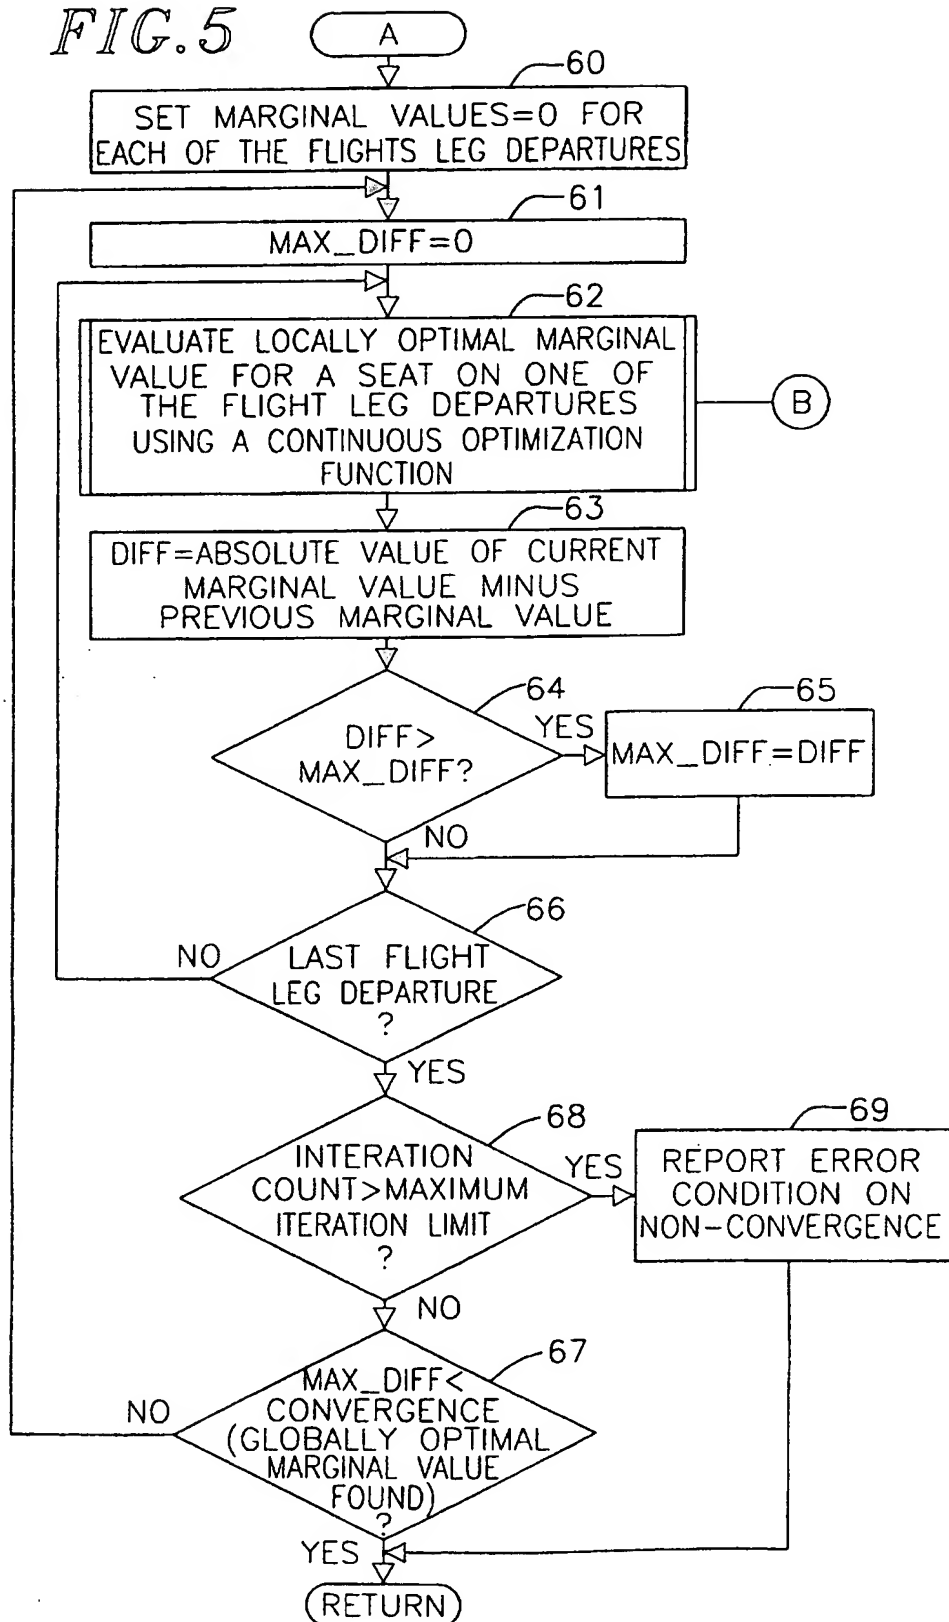 FIG.5
A
60
SET MARGINAL VALUES=0 FOR
EACH OF THE FLIGHTS LEG DEPARTURES
61
MAX_DIFF=0
62
EVALUATE LOCALLY OPTIMAL MARGINAL
VALUE FOR A SEAT ON ONE OF
THE FLIGHT LEG DEPARTURES
USING A CONTINUOUS OPTIMIZATION
FUNCTION
B
63
DIFF=ABSOLUTE VALUE OF CURRENT
MARGINAL VALUE MINUS
PREVIOUS MARGINAL VALUE
64
DIFF>
MAX_DIFF?
YES
65
MAX_DIFF=DIFF
NO
66
LAST FLIGHT
LEG DEPARTURE
?
NO
YES
68
INTERATION
COUNT>MAXIMUM
ITERATION LIMIT
?
YES
69
REPORT ERROR
CONDITION ON
NON-CONVERGENCE
NO
67
MAX_DIFF<
CONVERGENCE
(GLOBALLY OPTIMAL
MARGINAL VALUE
FOUND)
?
NO
YES
RETURN